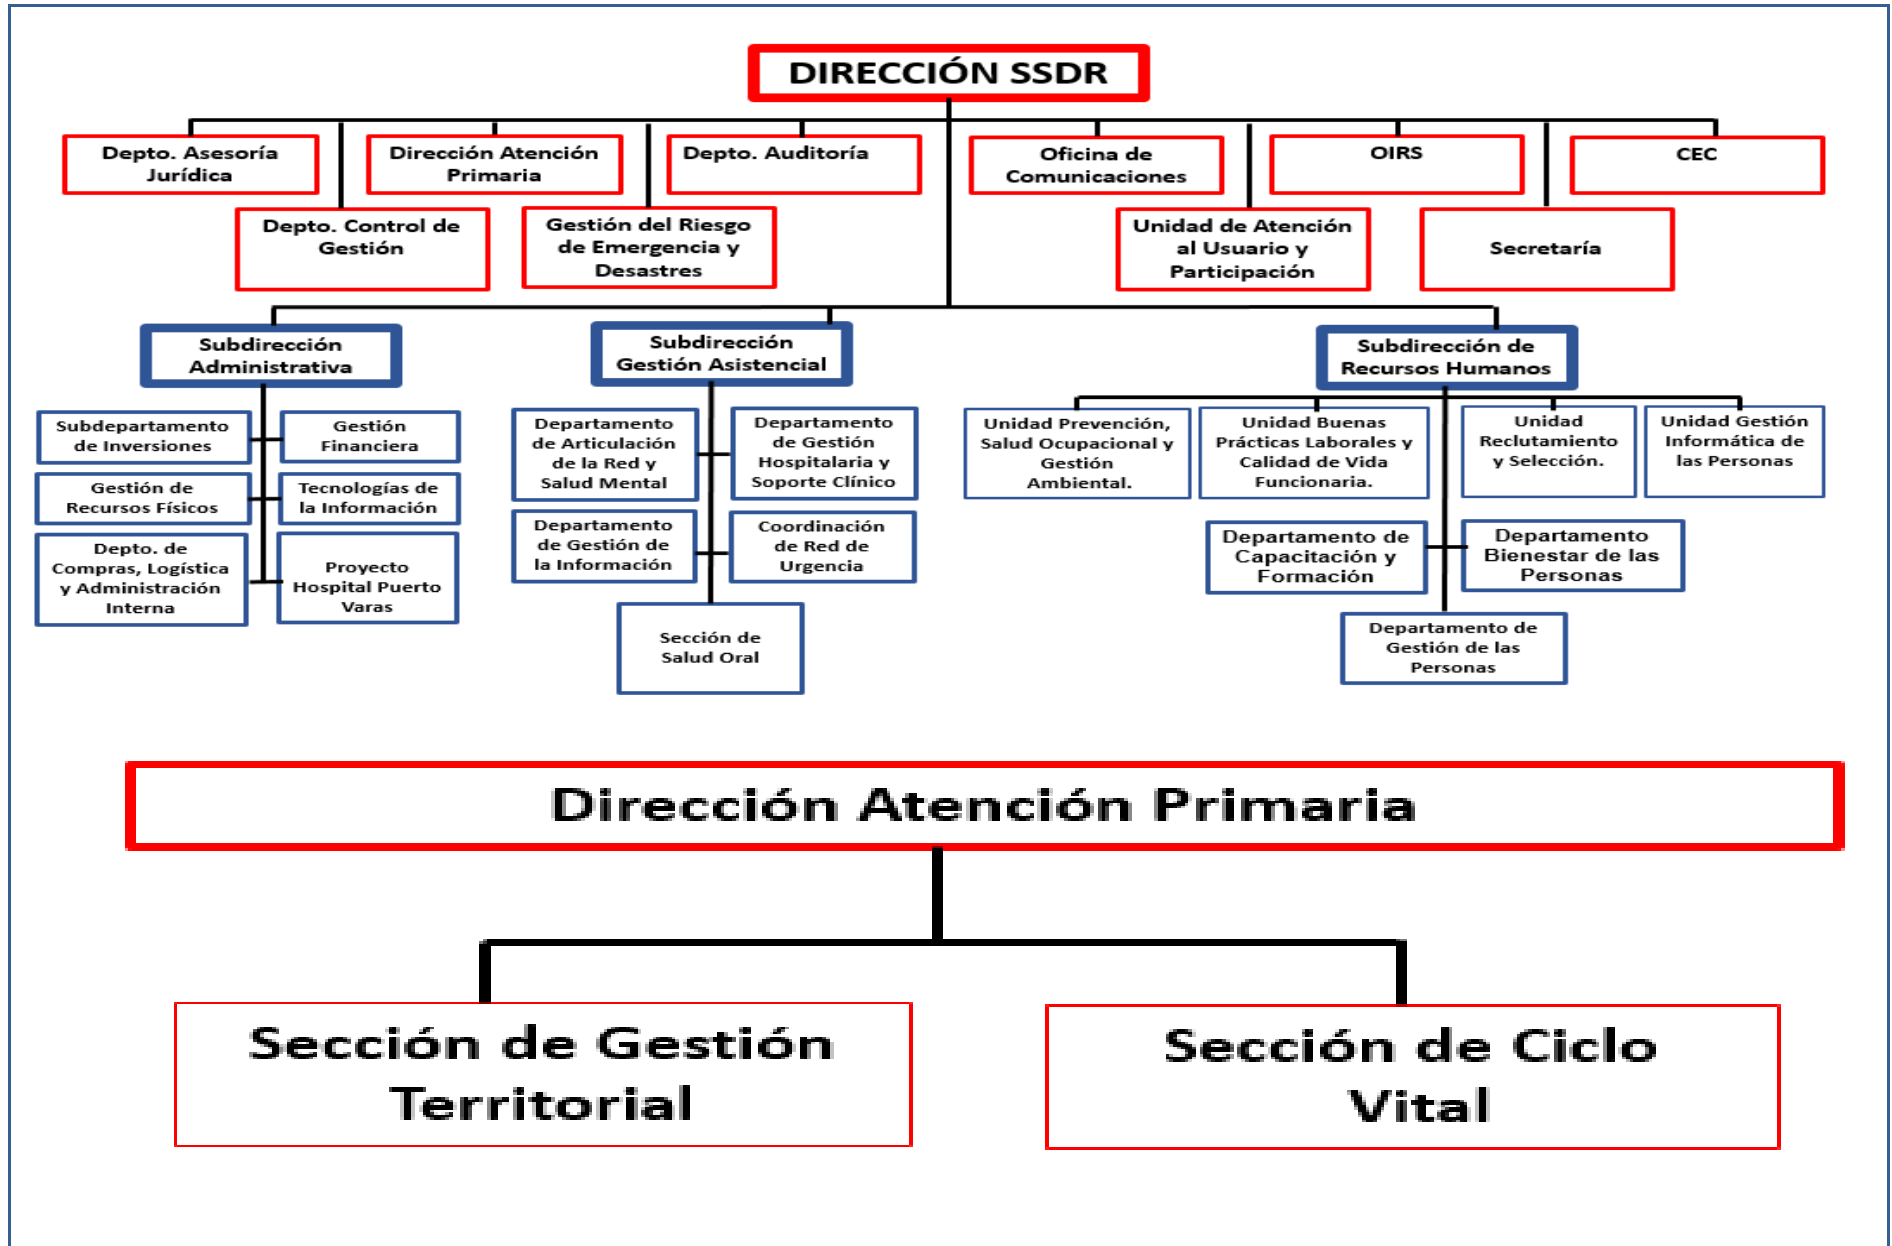 DIRECCIÓN SSDR
Depto. Asesoría
Jurídica
Dirección Atención
Primaria
Depto. Auditoría
Oficina de
Comunicaciones
OIRS
CEC
Depto. Control de
Gestión
Gestión del Riesgo
de Emergencia y
Desastres
Unidad de Atención
al Usuario y
Participación
Secretaría
Subdirección
Administrativa
Subdirección
Gestión Asistencial
Subdirección de
Recursos Humanos
Subdepartamento
de Inversiones
Gestión
Financiera
Gestión de
Recursos Físicos
Tecnologías de
la Información
Depto. de
Compras, Logística
y Administración
Interna
Proyecto
Hospital Puerto
Varas
Departamento
de Articulación
de la Red y
Salud Mental
Departamento
de Gestión
Hospitalaria y
Soporte Clínico
Departamento
de Gestión de
la Información
Coordinación
de Red de
Urgencia
Sección de
Salud Oral
Unidad Prevención,
Salud Ocupacional y
Gestión
Ambiental.
Unidad Buenas
Prácticas Laborales y
Calidad de Vida
Funcionaria.
Unidad
Reclutamiento
y Selección.
Unidad Gestión
Informática de
las Personas
Departamento de
Capacitación y
Formación
Departamento
Bienestar de las
Personas
Departamento de
Gestión de las
Personas
Dirección Atención Primaria
Sección de Gestión
Territorial
Sección de Ciclo
Vital